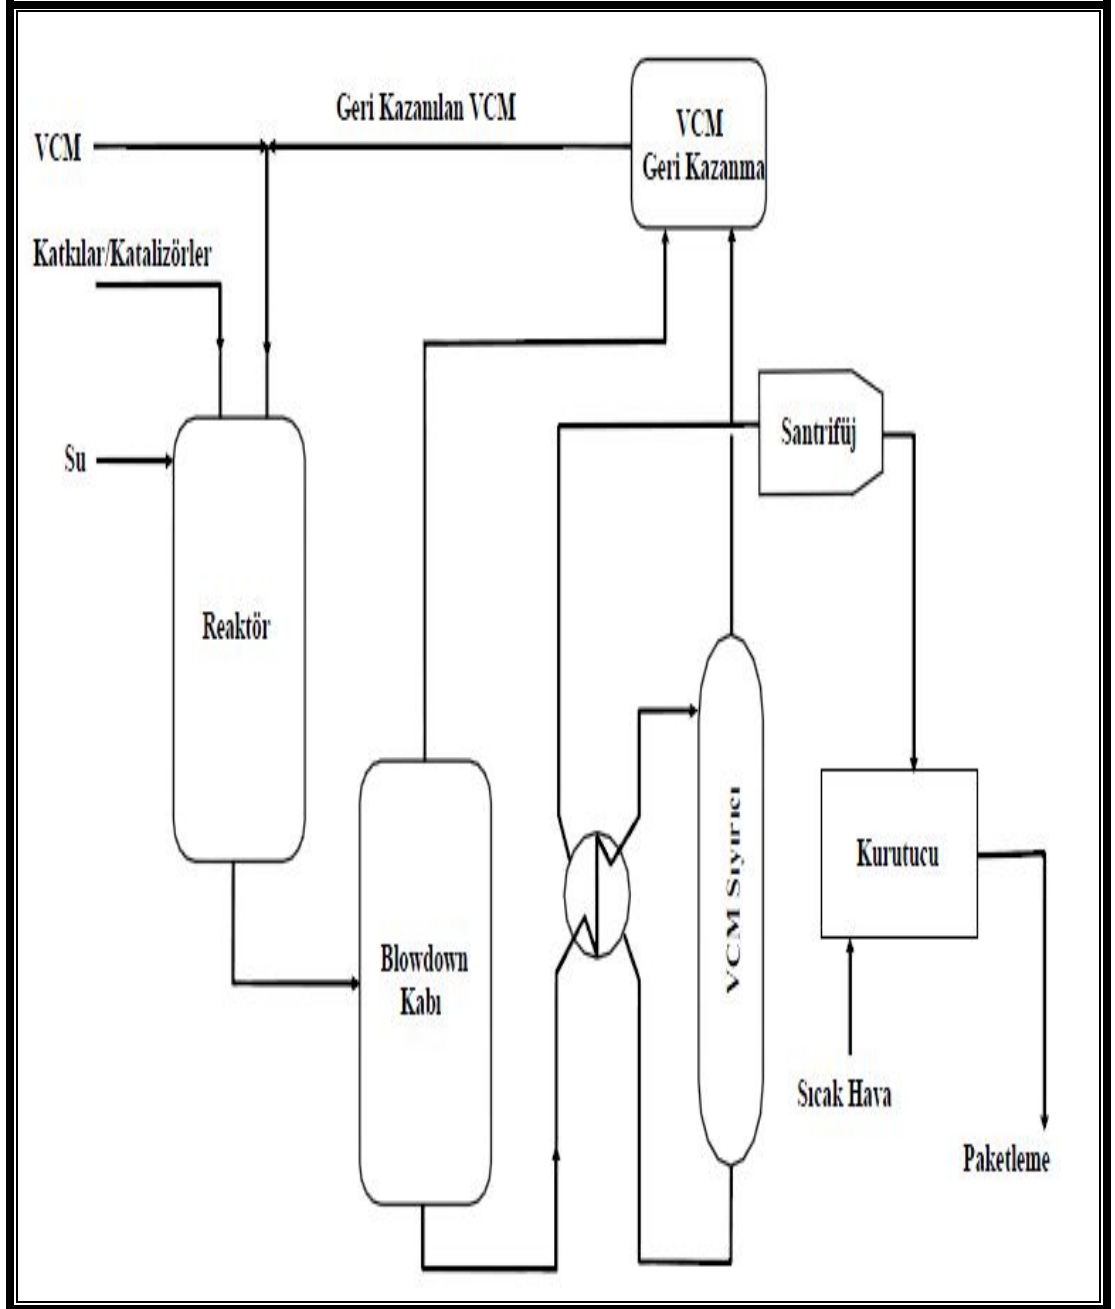 Geri Kazanılan VCM
VCM
Geri Kazanma
VCM
Katkılar/Katalizörler
Su
Santrifüj
Reaktör
VCM Sıyırıcı
Kurutucu
Blowdown
Kabı
Sıcak Hava
Paketleme